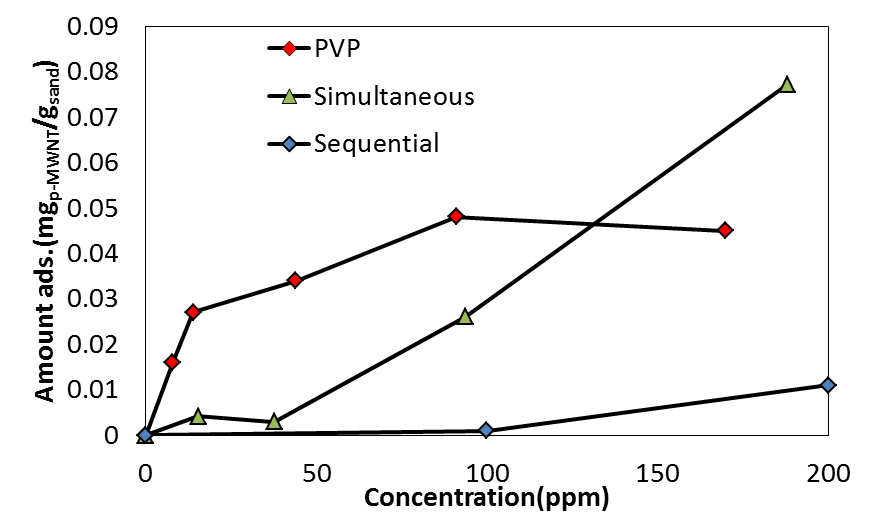 0.09
0.08
0.07
0.06
0.05
0.04
0.03
0.02
0.01
0
Amount ads.(mgp-MWNT/gsand)
PVP
Simultaneous
Sequential
0 50 100 150 200
Concentration(ppm)